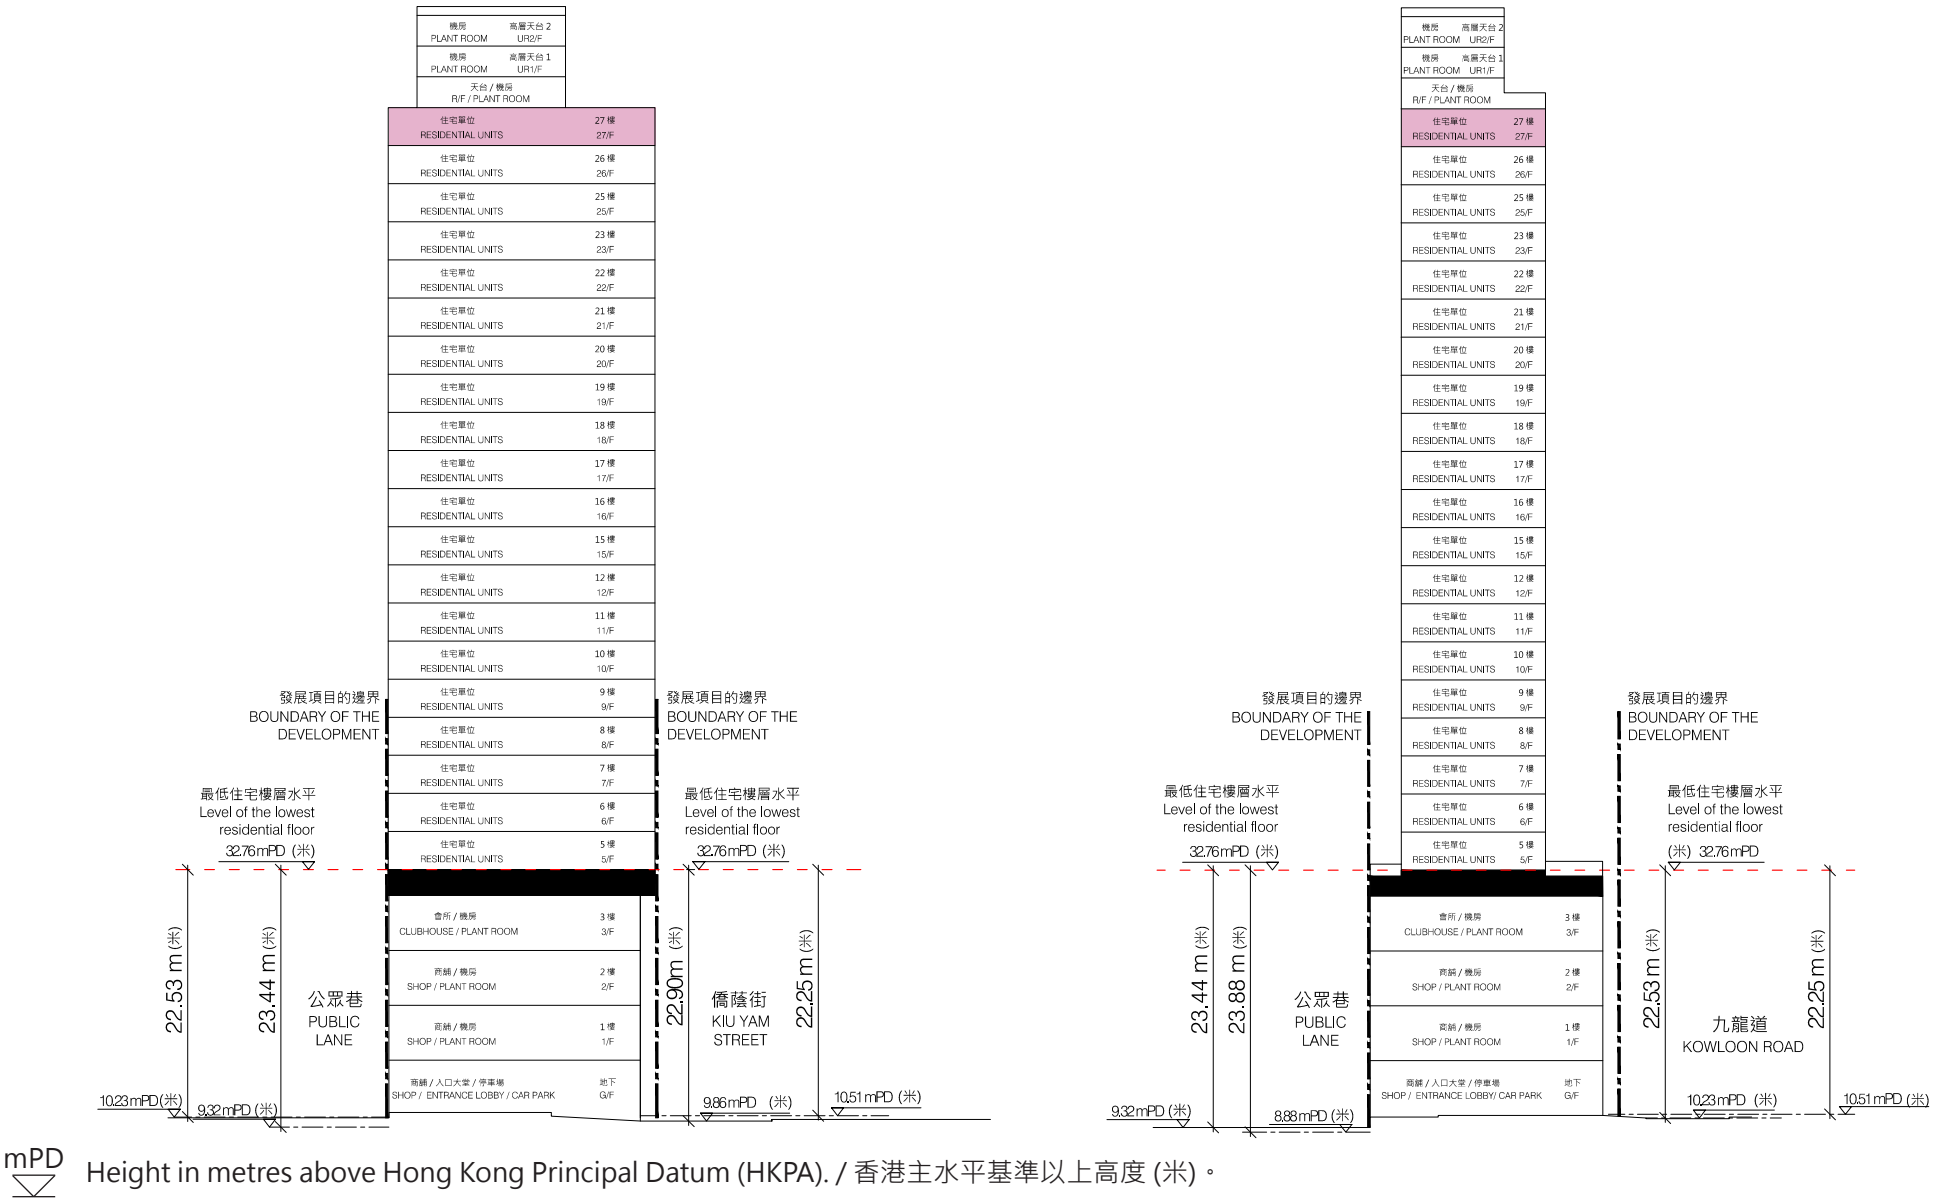 機房 高層天台 2
PLANT ROOM UR2/F
機房 高層天台 1
PLANT ROOM UR1/F
天台 / 機房
R/F / PLANT ROOM
住宅單位 27 樓
RESIDENTIAL UNITS 27/F
住宅單位 26 樓
RESIDENTIAL UNITS 26/F
住宅單位 25 樓
RESIDENTIAL UNITS 25/F
住宅單位 23 樓
RESIDENTIAL UNITS 23/F
住宅單位 22 樓
RESIDENTIAL UNITS 22/F
住宅單位 21 樓
RESIDENTIAL UNITS 21/F
住宅單位 20 樓
RESIDENTIAL UNITS 20/F
住宅單位 19 樓
RESIDENTIAL UNITS 19/F
住宅單位 18 樓
RESIDENTIAL UNITS 18/F
住宅單位 17 樓
RESIDENTIAL UNITS 17/F
住宅單位 16 樓
RESIDENTIAL UNITS 16/F
住宅單位 15 樓
RESIDENTIAL UNITS 15/F
住宅單位 12 樓
RESIDENTIAL UNITS 12/F
住宅單位 11 樓
RESIDENTIAL UNITS 11/F
住宅單位 10 樓
RESIDENTIAL UNITS 10/F
住宅單位 9 樓
RESIDENTIAL UNITS 9/F
住宅單位 8 樓
RESIDENTIAL UNITS 8/F
住宅單位 7 樓
RESIDENTIAL UNITS 7/F
住宅單位 6 樓
RESIDENTIAL UNITS 6/F
住宅單位 5 樓
RESIDENTIAL UNITS 5/F
會所 / 機房 3 樓
CLUBHOUSE / PLANT ROOM 3/F
商舖 / 機房 2 樓
SHOP / PLANT ROOM 2/F
商舖 / 機房 1 樓
SHOP / PLANT ROOM 1/F
商舖 / 入口大堂 / 停車場 地下
SHOP / ENTRANCE LOBBY / CAR PARK G/F
發展項目的邊界
BOUNDARY OF THE
DEVELOPMENT
發展項目的邊界
BOUNDARY OF THE
DEVELOPMENT
最低住宅樓層水平
Level of the lowest
residential floor
32.76mPD (米)
最低住宅樓層水平
Level of the lowest
residential floor
32.76mPD (米)
22.53 m (米)
23.44 m (米)
公眾巷
PUBLIC
LANE
22.90m (米)
僑蔭街
KIU YAM
STREET
22.25 m (米)
10.23mPD(米)
9.32mPD (米)
9.86mPD (米)
10.51mPD (米)
機房 高層天台 2
PLANT ROOM UR2/F
機房 高層天台 1
PLANT ROOM UR1/F
天台 / 機房
R/F / PLANT ROOM
住宅單位 27 樓
RESIDENTIAL UNITS 27/F
住宅單位 26 樓
RESIDENTIAL UNITS 26/F
住宅單位 25 樓
RESIDENTIAL UNITS 25/F
住宅單位 23 樓
RESIDENTIAL UNITS 23/F
住宅單位 22 樓
RESIDENTIAL UNITS 22/F
住宅單位 21 樓
RESIDENTIAL UNITS 21/F
住宅單位 20 樓
RESIDENTIAL UNITS 20/F
住宅單位 19 樓
RESIDENTIAL UNITS 19/F
住宅單位 18 樓
RESIDENTIAL UNITS 18/F
住宅單位 17 樓
RESIDENTIAL UNITS 17/F
住宅單位 16 樓
RESIDENTIAL UNITS 16/F
住宅單位 15 樓
RESIDENTIAL UNITS 15/F
住宅單位 12 樓
RESIDENTIAL UNITS 12/F
住宅單位 11 樓
RESIDENTIAL UNITS 11/F
住宅單位 10 樓
RESIDENTIAL UNITS 10/F
住宅單位 9 樓
RESIDENTIAL UNITS 9/F
住宅單位 8 樓
RESIDENTIAL UNITS 8/F
住宅單位 7 樓
RESIDENTIAL UNITS 7/F
住宅單位 6 樓
RESIDENTIAL UNITS 6/F
住宅單位 5 樓
RESIDENTIAL UNITS 5/F
會所 / 機房 3 樓
CLUBHOUSE / PLANT ROOM 3/F
商舖 / 機房 2 樓
SHOP / PLANT ROOM 2/F
商舖 / 機房 1 樓
SHOP / PLANT ROOM 1/F
商舖 / 入口大堂 / 停車場 地下
SHOP / ENTRANCE LOBBY/ CAR PARK G/F
發展項目的邊界
BOUNDARY OF THE
DEVELOPMENT
發展項目的邊界
BOUNDARY OF THE
DEVELOPMENT
最低住宅樓層水平
Level of the lowest
residential floor
32.76mPD (米)
最低住宅樓層水平
Level of the lowest
residential floor
(米) 32.76mPD
23.44 m (米)
23.88 m (米)
公眾巷
PUBLIC
LANE
22.53 m (米)
九龍道
KOWLOON ROAD
22.25 m (米)
9.32mPD (米)
8.88mPD (米)
10.23mPD (米)
10.51mPD (米)
mPD
Height in metres above Hong Kong Principal Datum (HKPA). / 香港主水平基準以上高度 (米)。